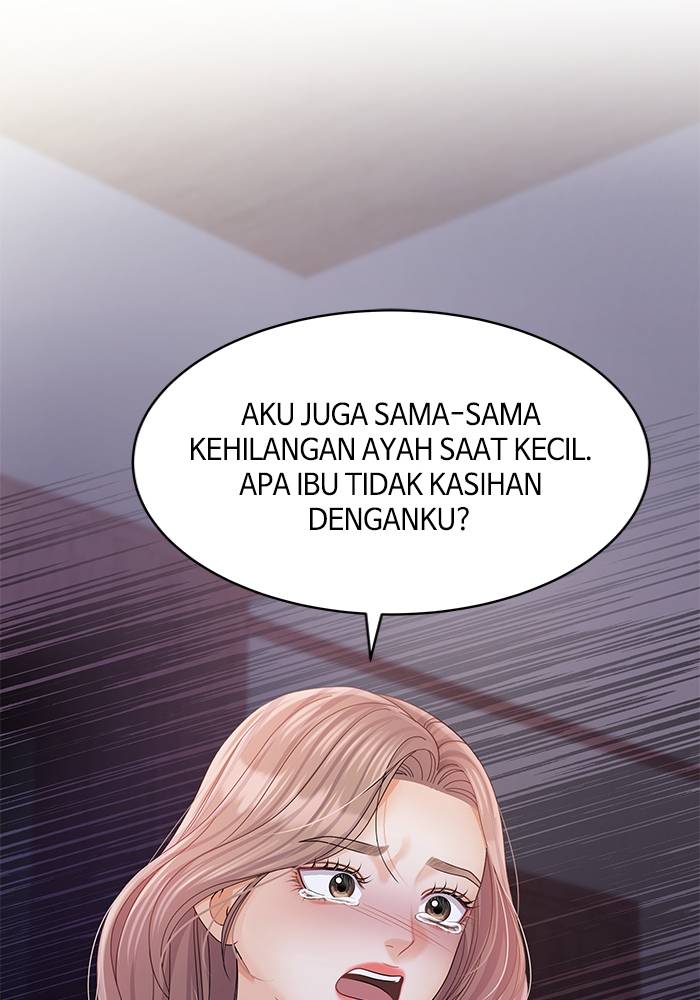 AKU JUGA SAMA-SAMA
KEHILANGAN AYAH SAAT KECIL.
APA IBU TIDAK KASIHAN
DENGANKU?